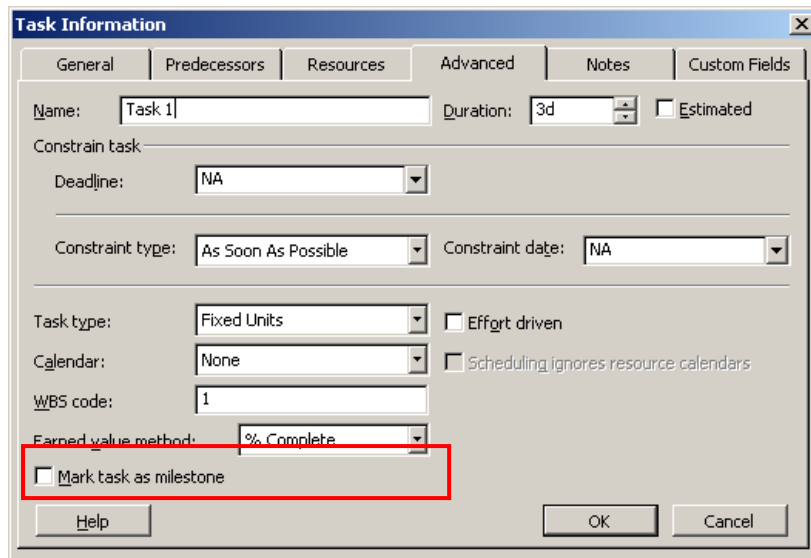 Task Information
General Predecessors Resources Advanced Notes Custom Fields
Name: Task 1 Duration: 3d Estimated
Constrain task
Deadline: NA
Constraint type: As Soon As Possible Constraint date: NA
Task type: Fixed Units Effort driven
Calendar: None Scheduling ignores resource calendars
WBS code: 1
Earned value method: % Complete
Mark task as milestone
Help OK Cancel